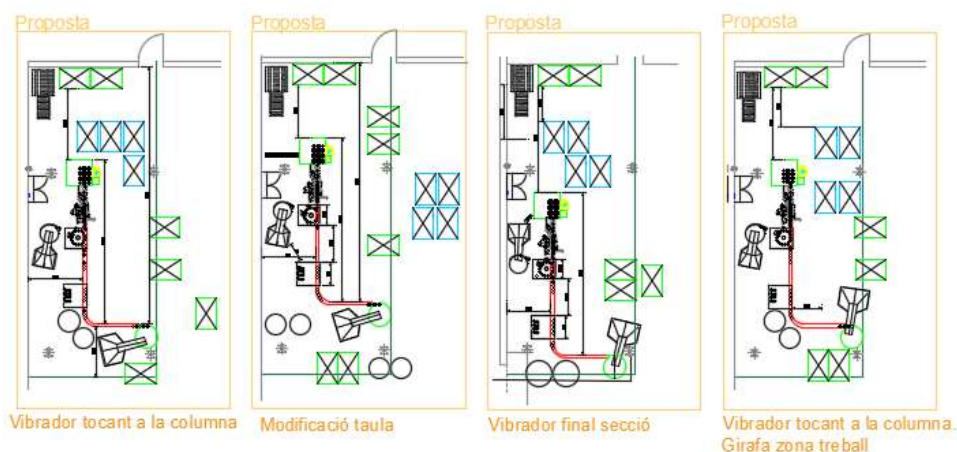 Proposta
Proposta
Proposta
Proposta
Vibrador tocant a la columna
Modificació taula
Vibrador final secció
Vibrador tocant a la columna.
Girafa zona treball